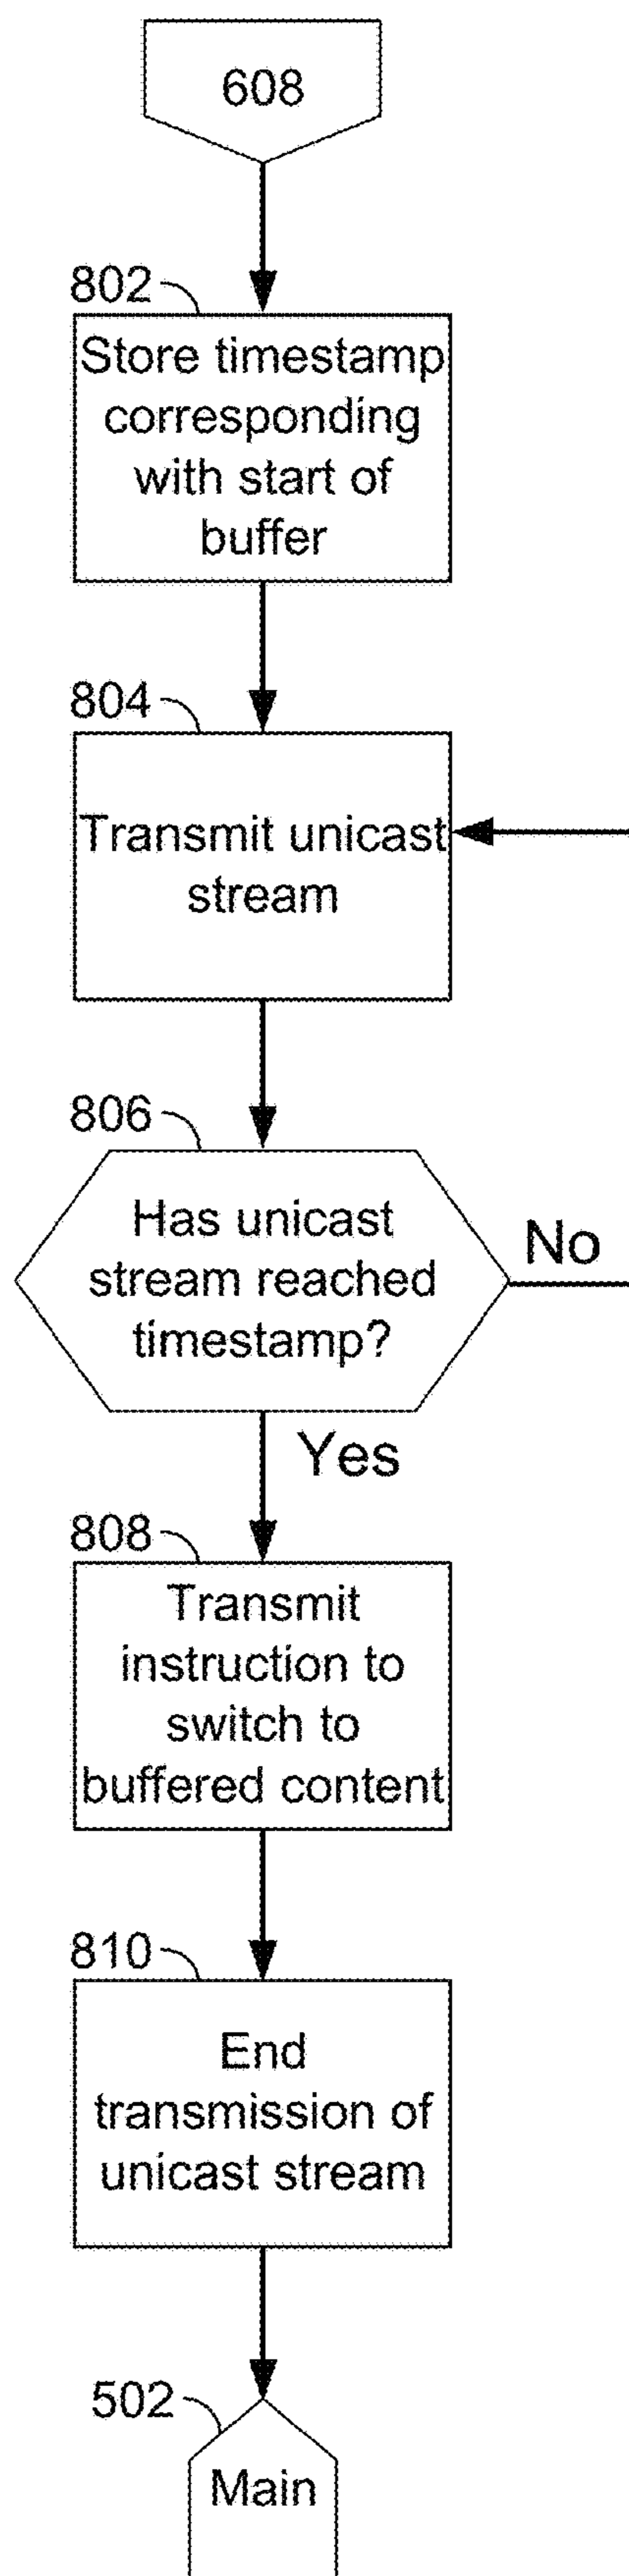 608
802
Store timestamp
corresponding
with start of
buffer
804
Transmit unicast
stream
806
Has unicast
stream reached
timestamp?
No
Yes
808
Transmit
instruction to
switch to
buffered content
810
End
transmission of
unicast stream
502
Main